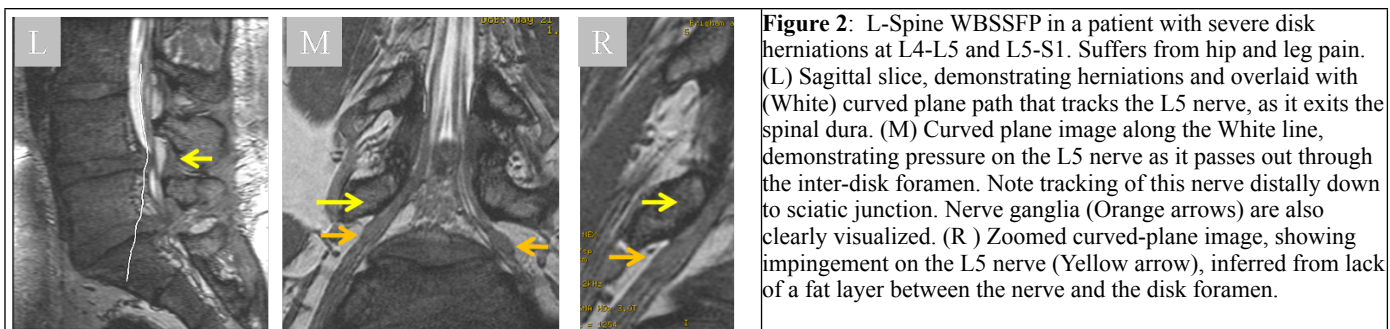 L
M
R
Figure 2: L-Spine WBSSFP in a patient with severe disk
herniations at L4-L5 and L5-S1. Suffers from hip and leg pain.
(L) Sagittal slice, demonstrating herniations and overlaid with
(White) curved plane path that tracks the L5 nerve, as it exits the
spinal dura. (M) Curved plane image along the White line,
demonstrating pressure on the L5 nerve as it passes out through
the inter-disk foramen. Note tracking of this nerve distally down
to sciatic junction. Nerve ganglia (Orange arrows) are also
clearly visualized. (R ) Zoomed curved-plane image, showing
impingement on the L5 nerve (Yellow arrow), inferred from lack
of a fat layer between the nerve and the disk foramen.